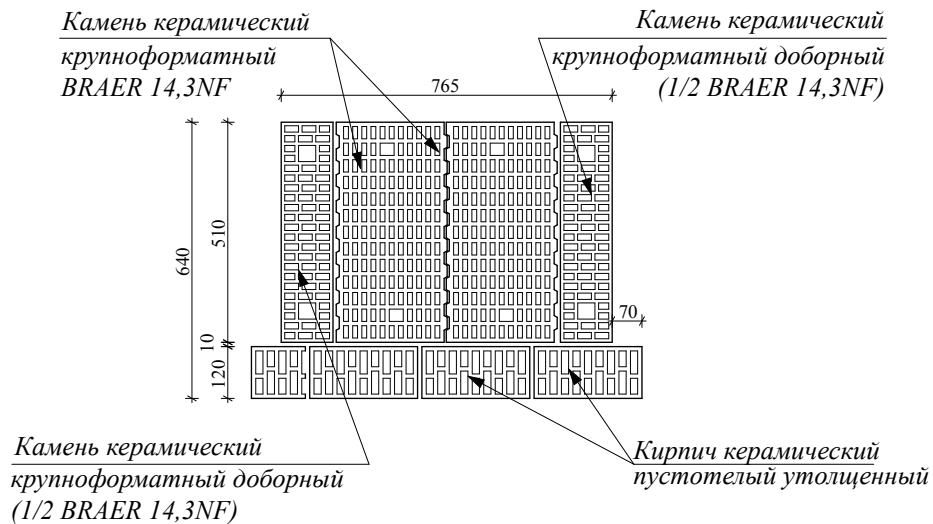 Камень керамический
крупноформатный
BRAER 14,3NF
Камень керамический
крупноформатный доборный
(1/2 BRAER 14,3NF)
765
640
510
10
120
70
Камень керамический
крупноформатный доборный
(1/2 BRAER 14,3NF)
Кирпич керамический
пустотелый утолщенный